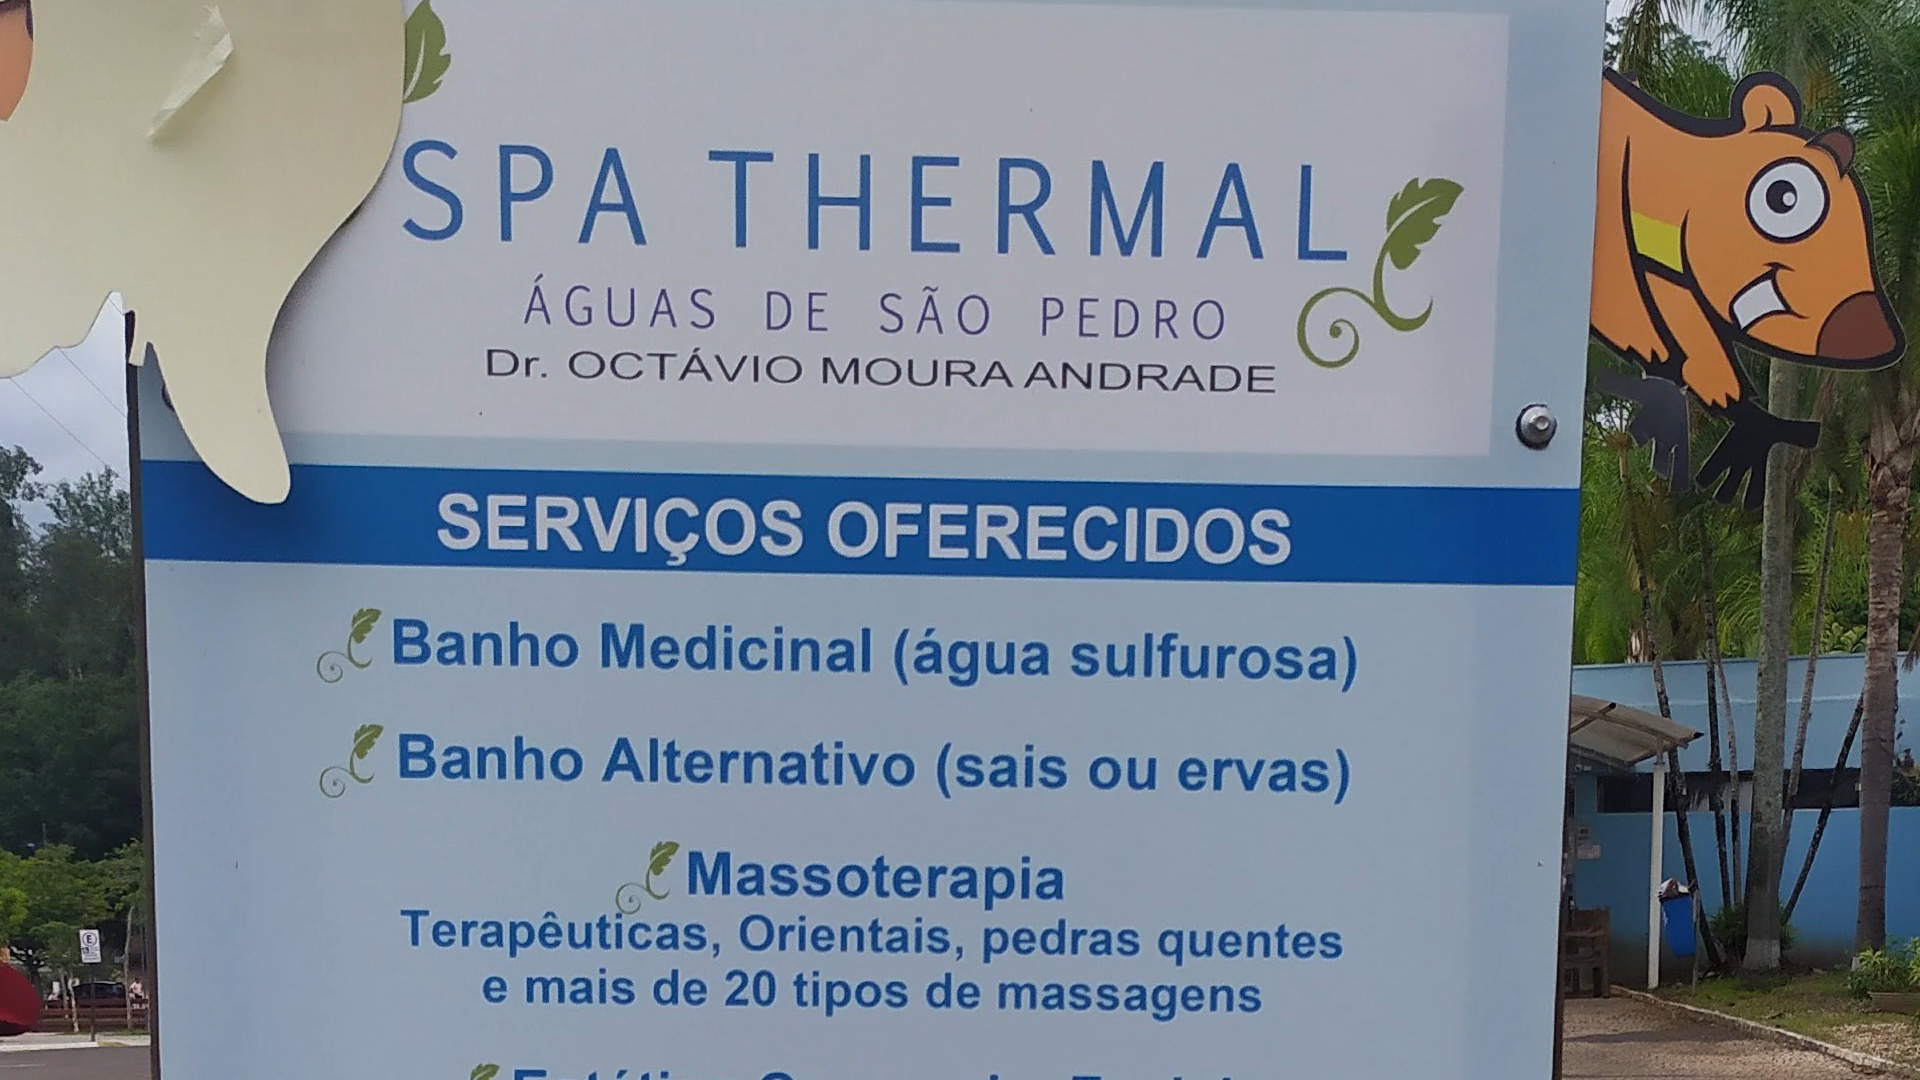 SPA THERMAL
ÁGUAS DE SÃO PEDRO
Dr. OCTÁVIO MOURA ANDRADE
SERVIÇOS OFERECIDOS
Banho Medicinal (água sulfurosa)
Banho Alternativo (sais ou ervas)
Massoterapia
Terapêuticas, Orientais, pedras quentes
e mais de 20 tipos de massagens
E